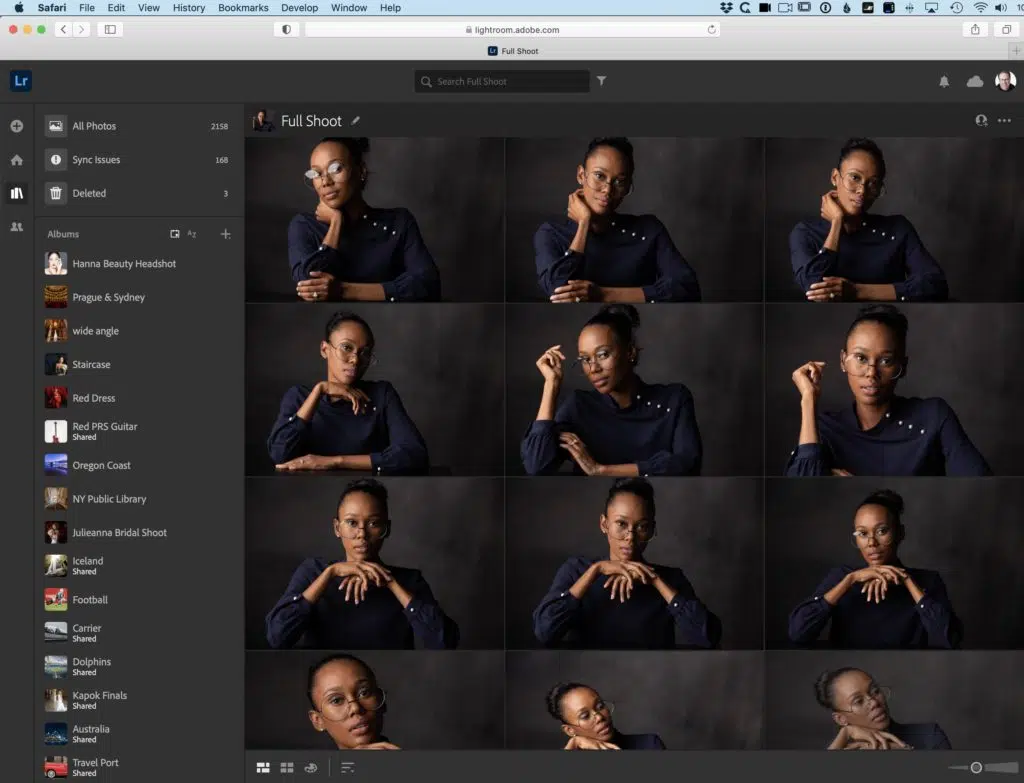 Safari File Edit View History Bookmarks Develop Window Help
lightroom.adobe.com
Lr Full Shoot
Lr
Search Full Shoot
All Photos 2158
Full Shoot
Sync Issues 168
Deleted 3
Albums
Hanna Beauty Headshot
Prague & Sydney
wide angle
Staircase
Red Dress
Red PRS Guitar
Shared
Oregon Coast
NY Public Library
Julieanna Bridal Shoot
Iceland
Shared
Football
Carrier
Shared
Dolphins
Shared
Kapok Finals
Shared
Australia
Shared
Travel Port
Shared